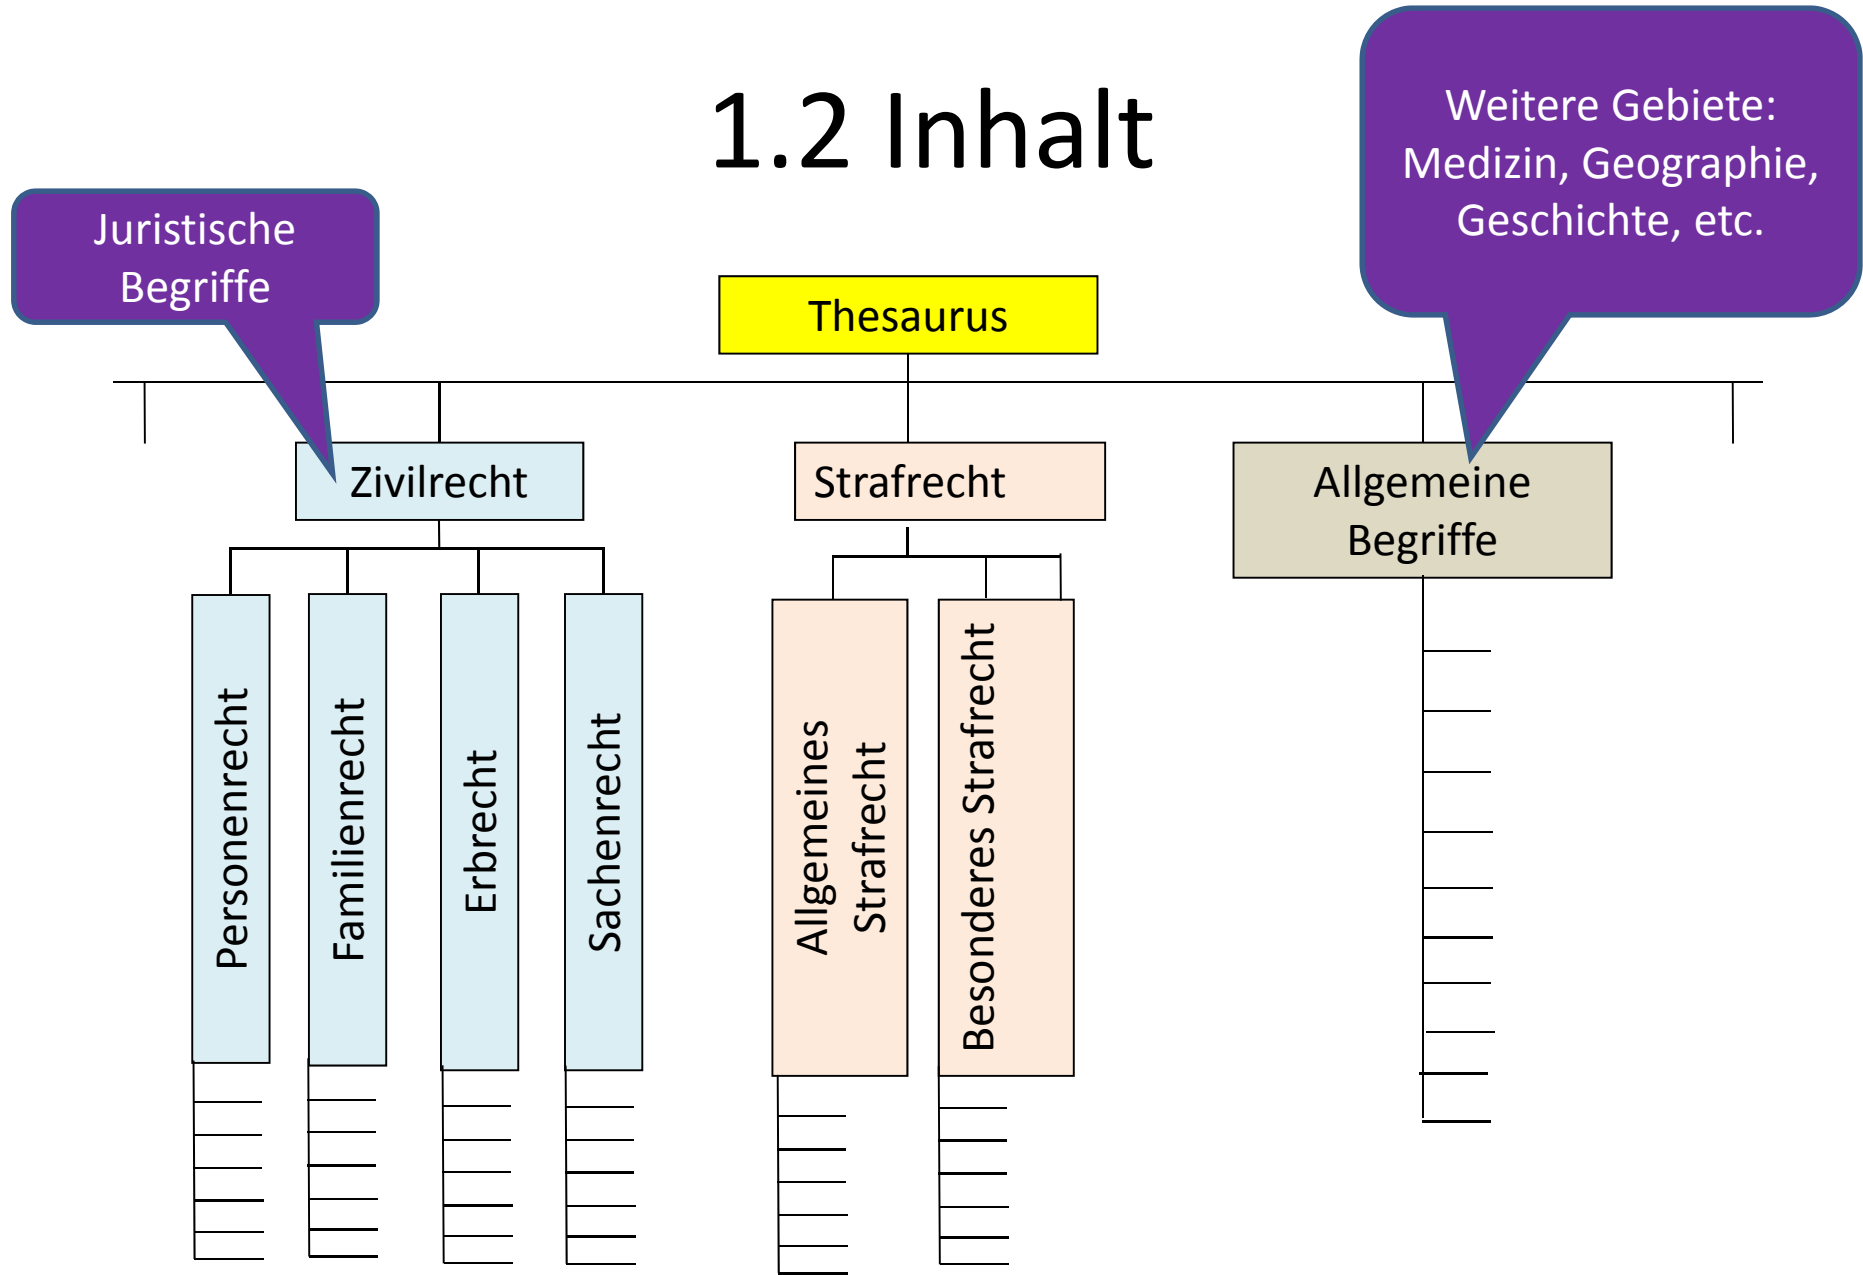 1.2 Inhalt
Weitere Gebiete:
Medizin, Geographie,
Geschichte, etc.
Juristische
Begriffe
Thesaurus
Zivilrecht
Strafrecht
Allgemeine
Begriffe
Personenrecht
Familienrecht
Erbrecht
Sachenrecht
Allgemeines
Strafrecht
Besonderes Strafrecht